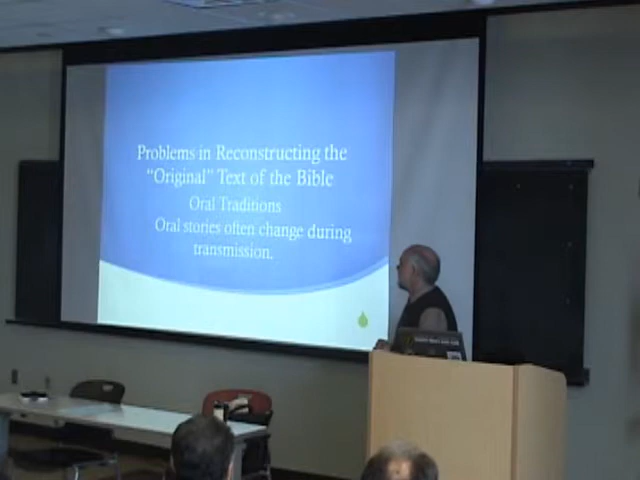 Problems in Reconstructing the
“Original” Text of the Bible
Oral Traditions
Oral stories often change during
transmission.